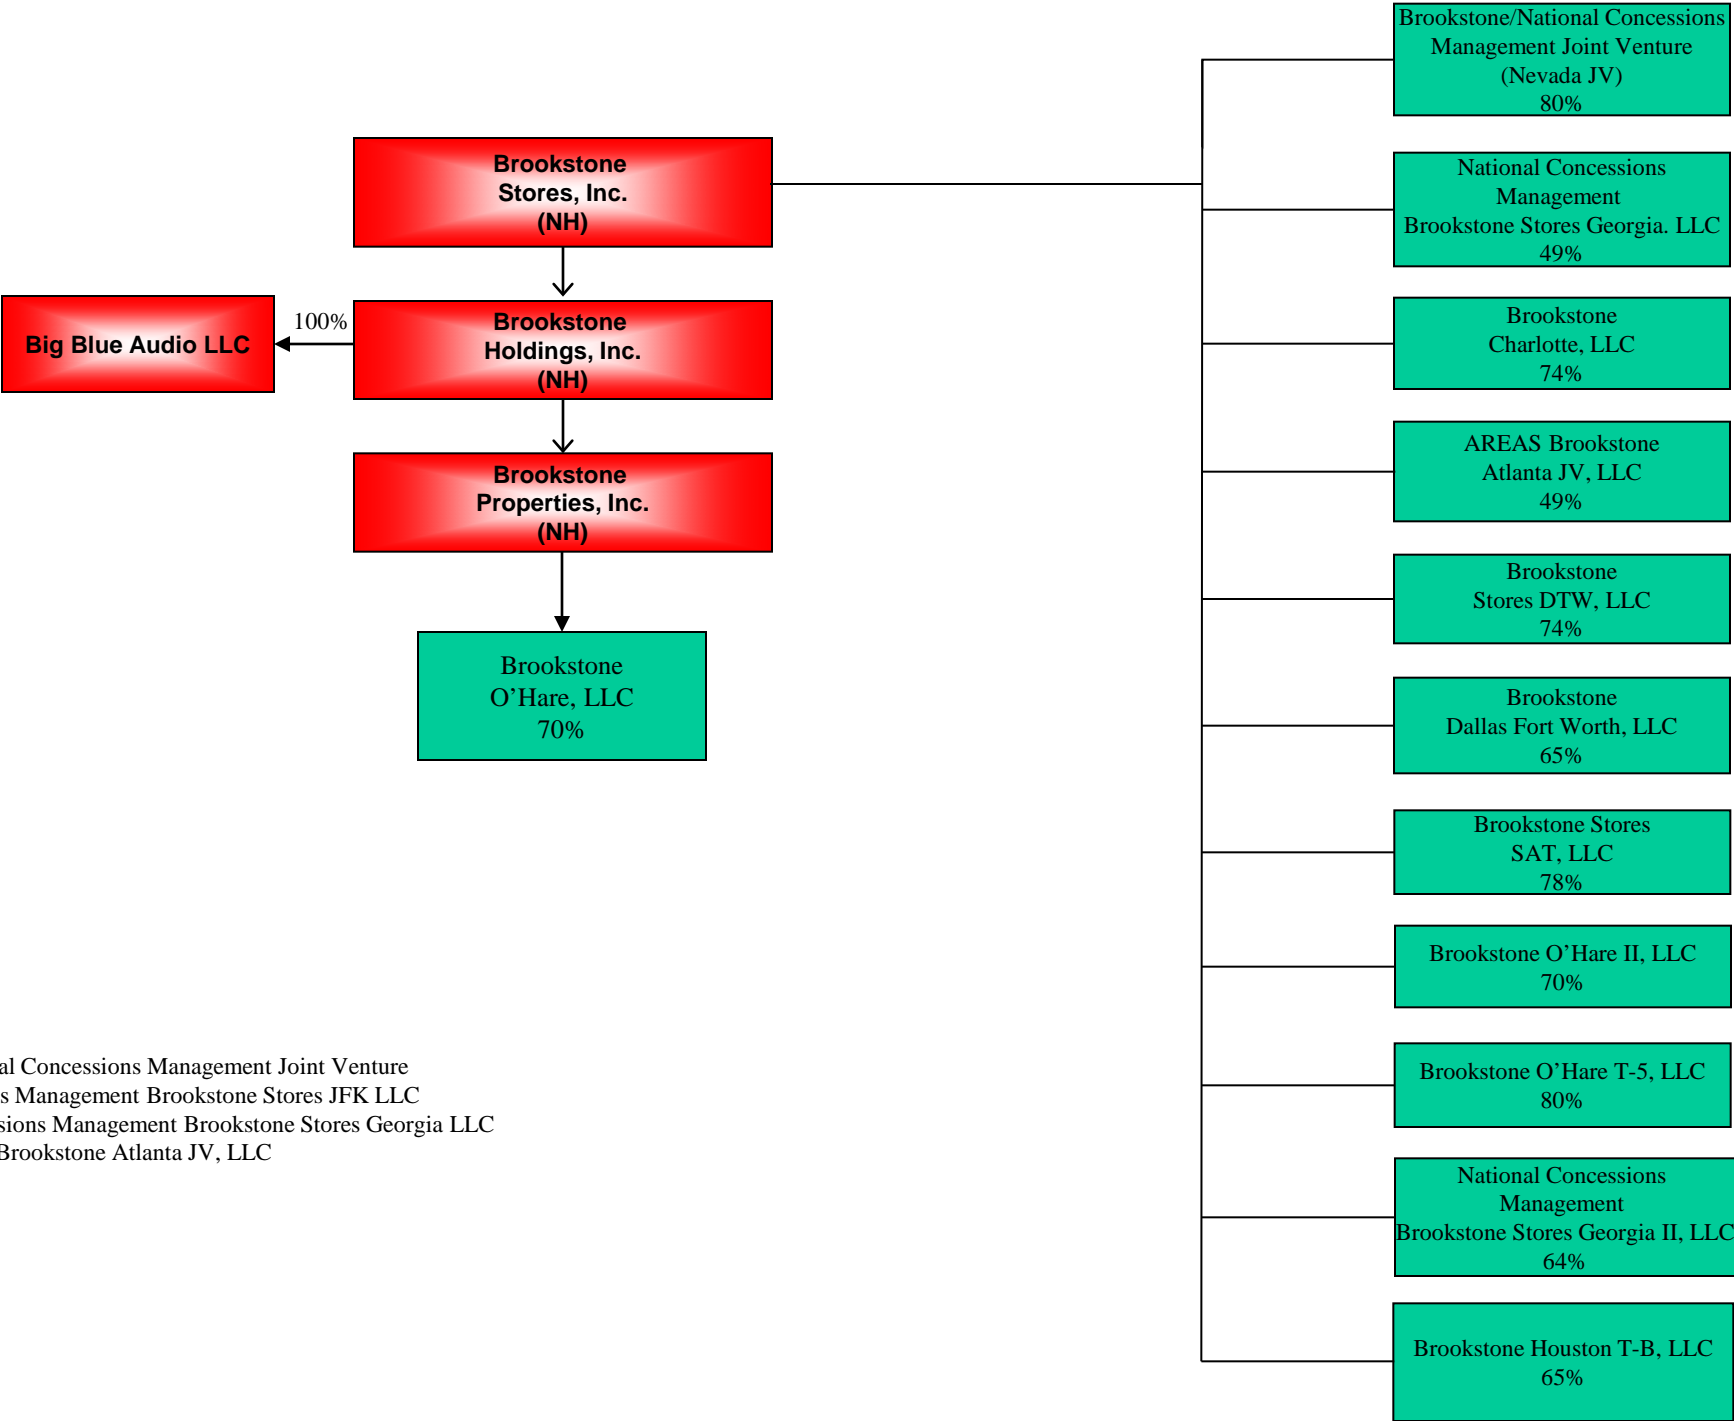 Brookstone
Stores, Inc.
(NH)
Big Blue Audio LLC
100%
Brookstone
Holdings, Inc.
(NH)
Brookstone
Properties, Inc.
(NH)
Brookstone
O’Hare, LLC
70%
Brookstone/National Concessions
Management Joint Venture
(Nevada JV)
80%
National Concessions
Management
Brookstone Stores Georgia. LLC
49%
Brookstone
Charlotte, LLC
74%
AREAS Brookstone
Atlanta JV, LLC
49%
Brookstone
Stores DTW, LLC
74%
Brookstone
Dallas Fort Worth, LLC
65%
Brookstone Stores
SAT, LLC
78%
Brookstone O’Hare II, LLC
70%
Brookstone O’Hare T-5, LLC
80%
National Concessions
Management
Brookstone Stores Georgia II, LLC
64%
Brookstone Houston T-B, LLC
65%
al Concessions Management Joint Venture
s Management Brookstone Stores JFK LLC
sions Management Brookstone Stores Georgia LLC
Brookstone Atlanta JV, LLC